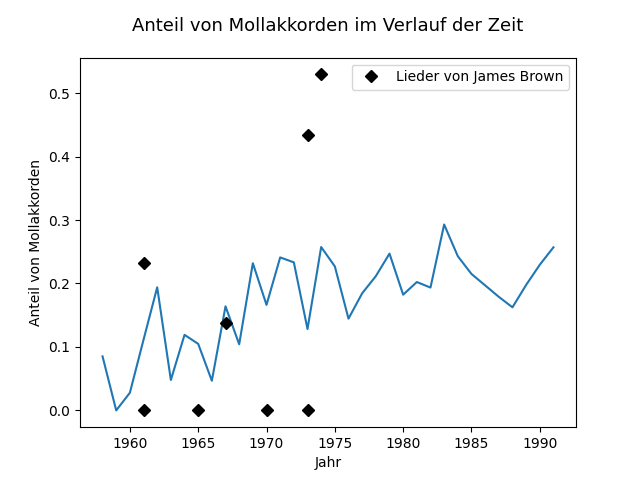 Anteil von Mollakkorden im Verlauf der Zeit
Lieder von James Brown
Anteil von Mollakkorden
0.5
0.4
0.3
0.2
0.1
0.0
1960 1965 1970 1975 1980 1985 1990
Jahr